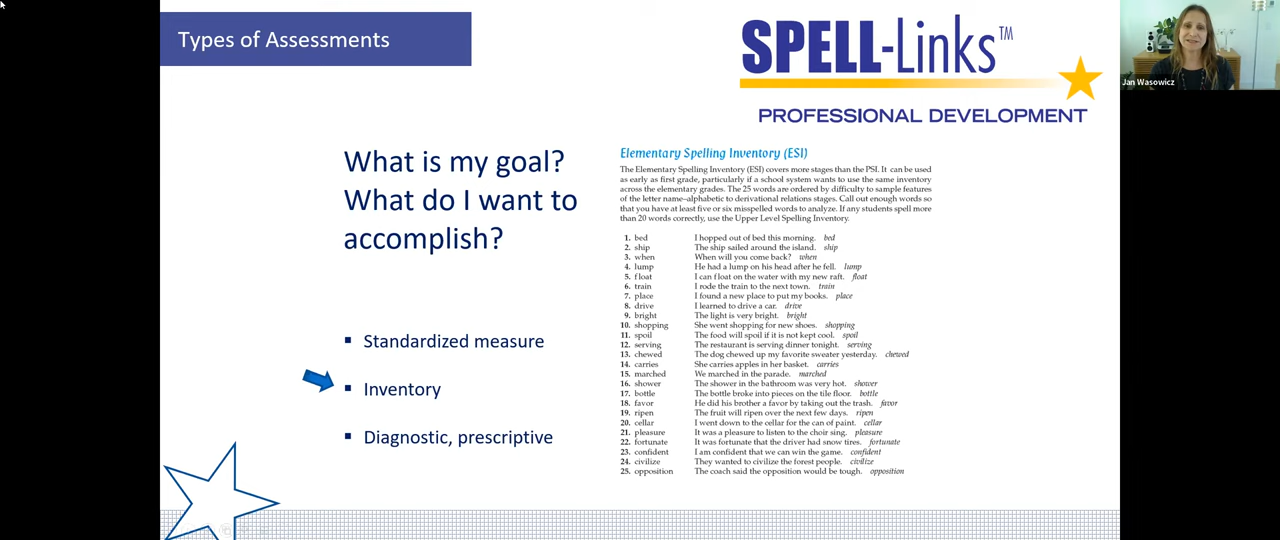 Types of Assessments
SPELL-Links™
PROFESSIONAL DEVELOPMENT
Jan Wasowicz
What is my goal?
What do I want to
accomplish?
▪ Standardized measure
▪ Inventory
▪ Diagnostic, prescriptive
Elementary Spelling Inventory (ESI)
The Elementary Spelling Inventory (ESI) covers more stages than the PSI. It can be used
as early as first grade, particularly if a school system wants to use the same inventory
across the elementary grades. The 25 words are ordered by difficulty to sample features
of the letter name–alphabetic to derivational relations stages. Call out enough words so
that you have at least five or six misspelled words to analyze. If any students spell more
than 20 words correctly, use the Upper Level Spelling Inventory.
1. bed I hopped out of bed this morning. bed
2. ship The ship sailed around the island. ship
3. when When will you come back? when
4. lump He had a lump on his head after he fell. lump
5. float I can float on the water with my new raft. float
6. train I rode the train to the next town. train
7. place I found a new place to put my books. place
8. drive I learned to drive a car. drive
9. bright The light is very bright. bright
10. shopping She went shopping for new shoes. shopping
11. spoil The food will spoil if it is not kept cool. spoil
12. serving The restaurant is serving dinner tonight. serving
13. chewed The dog chewed up my favorite sweater yesterday. chewed
14. carries She carries apples in her basket. carries
15. marched We marched in the parade. marched
16. shower The shower in the bathroom was very hot. shower
17. bottle The bottle broke into pieces on the tile floor. bottle
18. favor He did his brother a favor by taking out the trash. favor
19. ripen The fruit will ripen over the next few days. ripen
20. cellar I went down to the cellar for the can of paint. cellar
21. pleasure It was a pleasure to listen to the choir sing. pleasure
22. fortunate It was fortunate that the driver had snow tires. fortunate
23. confident I am confident that we can win the game. confident
24. civilize They wanted to civilize the forest people. civilize
25. opposition The coach said the opposition would be tough. opposition